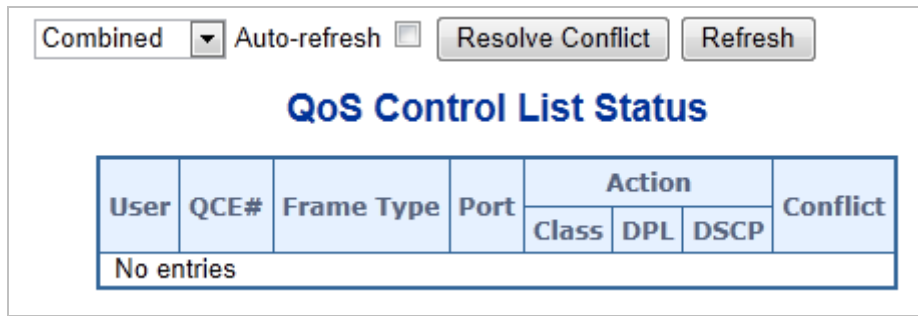 Combined Auto-refresh Resolve Conflict Refresh
QoS Control List Status
User QCE# Frame Type Port Action Conflict
Class DPL DSCP
No entries